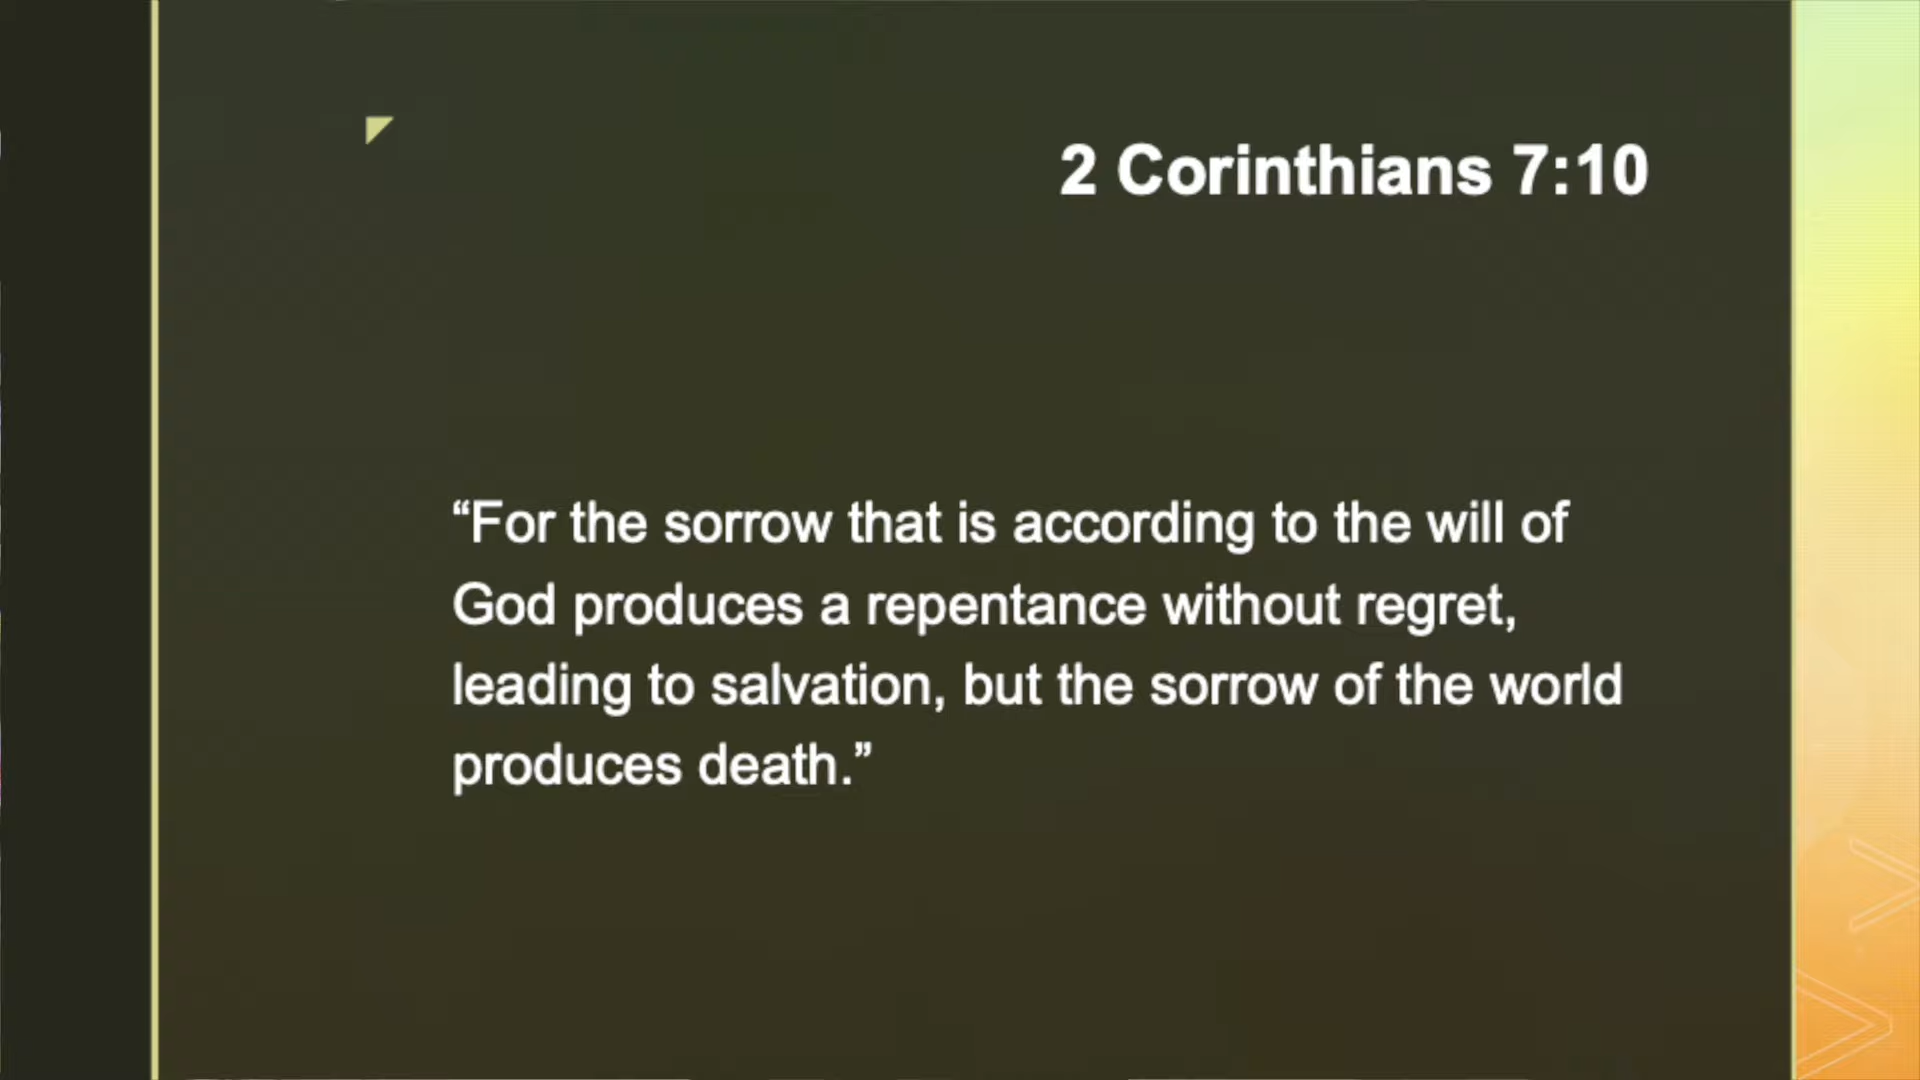 2 Corinthians 7:10
“For the sorrow that is according to the will of
God produces a repentance without regret,
leading to salvation, but the sorrow of the world
produces death.”